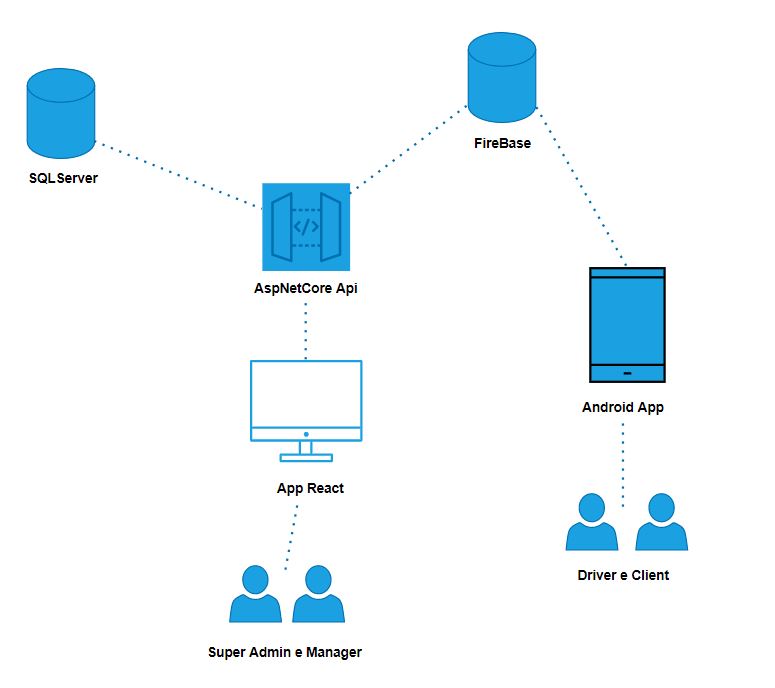 FireBase
SQLServer
</>
AspNetCore Api
Android App
App React
Driver e Client
Super Admin e Manager